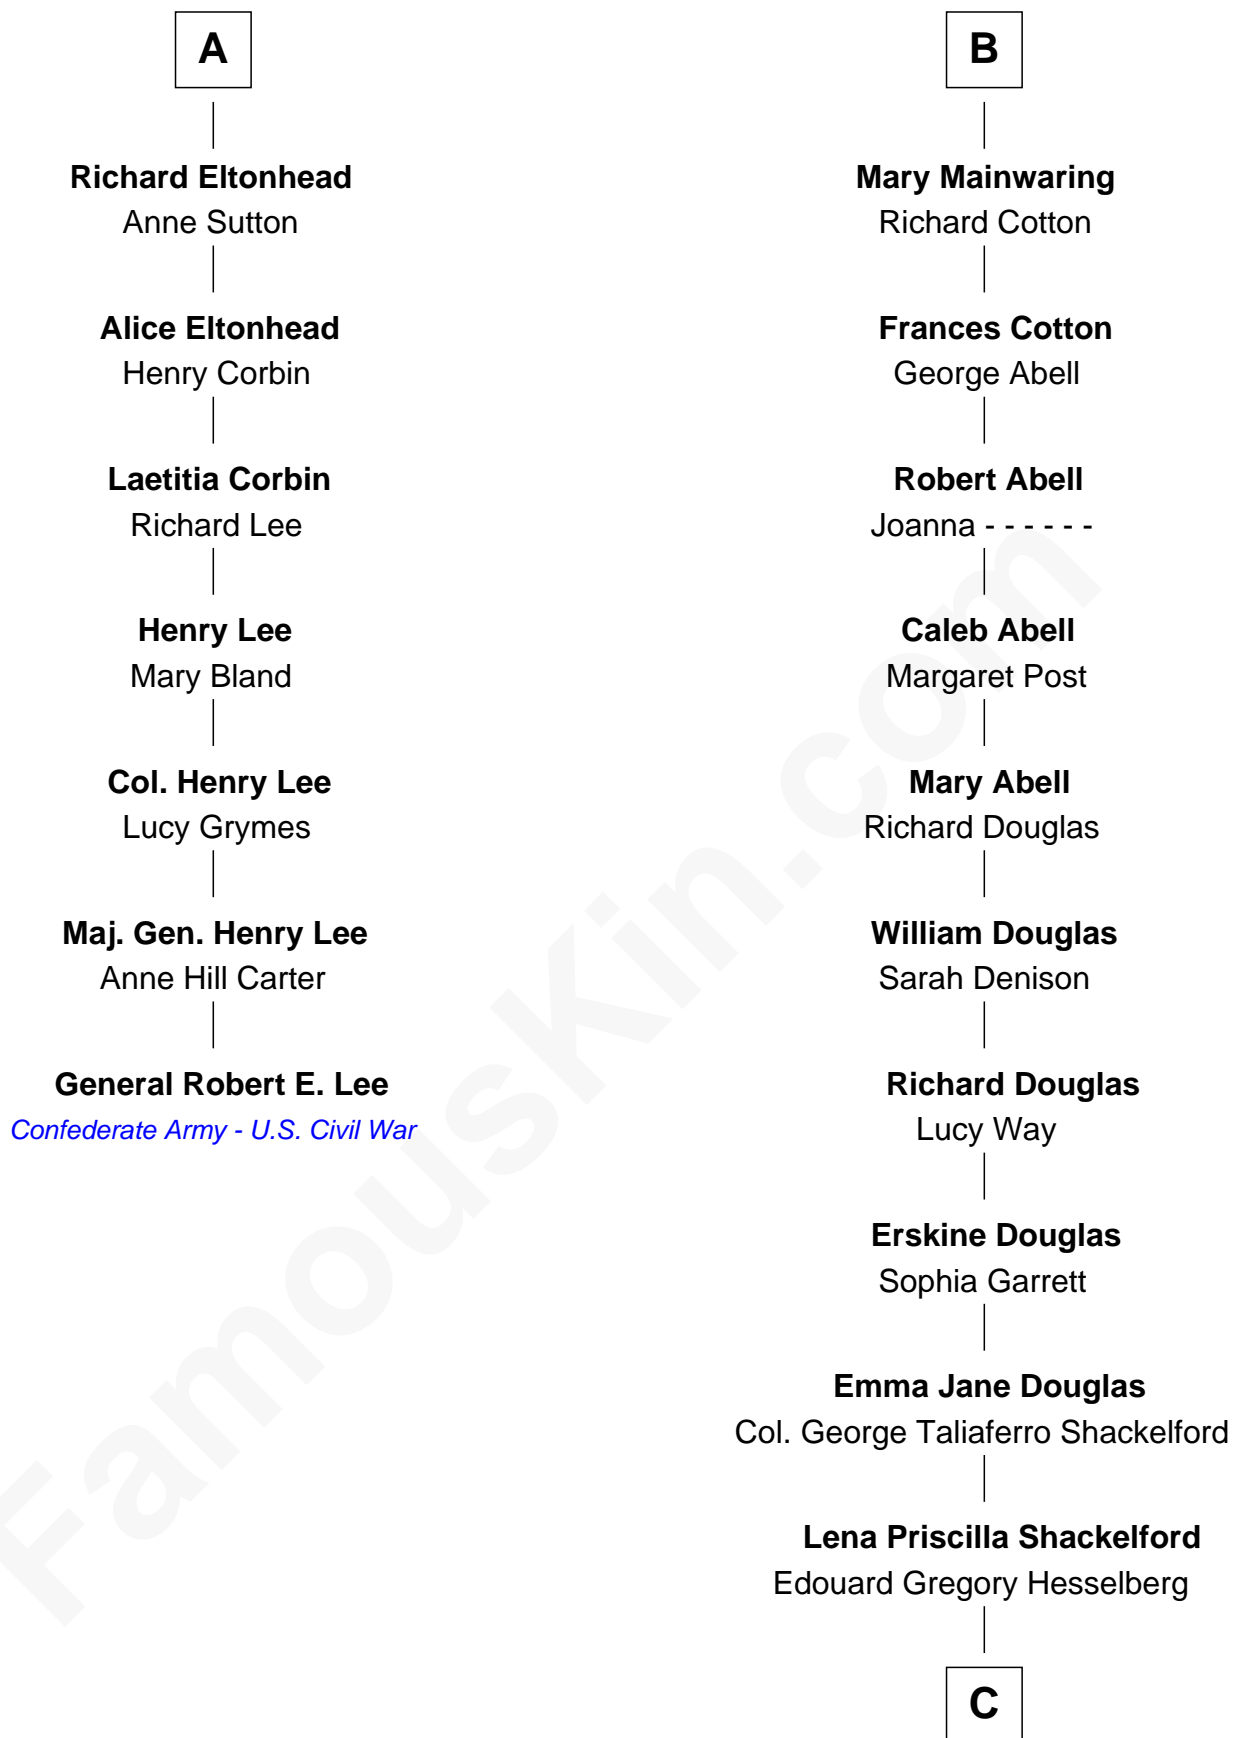 A
Richard Eltonhead
Anne Sutton
Alice Eltonhead
Henry Corbin
Laetitia Corbin
Richard Lee
Henry Lee
Mary Bland
Col. Henry Lee
Lucy Grymes
Maj. Gen. Henry Lee
Anne Hill Carter
General Robert E. Lee
Confederate Army - U.S. Civil War
B
Mary Mainwaring
Richard Cotton
Frances Cotton
George Abell
Robert Abell
Joanna - - - - - -
Caleb Abell
Margaret Post
Mary Abell
Richard Douglas
William Douglas
Sarah Denison
Richard Douglas
Lucy Way
Erskine Douglas
Sophia Garrett
Emma Jane Douglas
Col. George Taliaferro Shackelford
Lena Priscilla Shackelford
Edouard Gregory Hesselberg
C
FamousKin.com